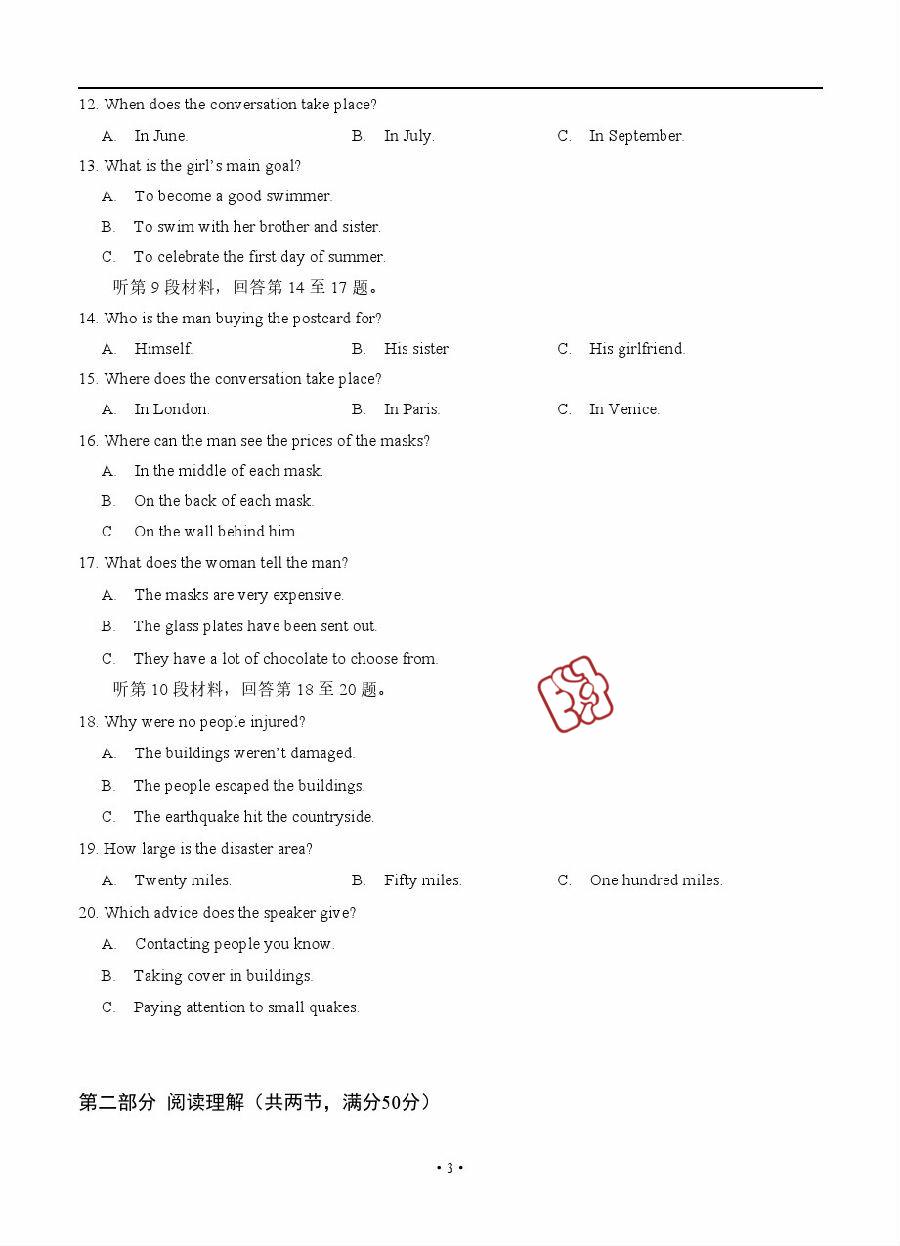 12. When does the conversation take place?
A. In June. B. In July. C. In September.
13. What is the girl's main goal?
A. To become a good swimmer.
B. To swim with her brother and sister.
C. To celebrate the first day of summer.
听第 9 段材料，回答第 14 至 17 题。
14. Who is the man buying the postcard for?
A. Himself. B. His sister C. His girlfriend.
15. Where does the conversation take place?
A. In London. B. In Paris. C. In Venice.
16. Where can the man see the prices of the masks?
A. In the middle of each mask.
B. On the back of each mask.
C On the wall behind him
17. What does the woman tell the man?
A. The masks are very expensive.
B. The glass plates have been sent out.
C. They have a lot of chocolate to choose from.
听第 10 段材料，回答第 18 至 20 题。
18. Why were no people injured?
A. The buildings weren't damaged.
B. The people escaped the buildings.
C. The earthquake hit the countryside.
19. How large is the disaster area?
A. Twenty miles. B. Fifty miles. C. One hundred miles.
20. Which advice does the speaker give?
A. Contacting people you know.
B. Taking cover in buildings.
C. Paying attention to small quakes.
第二部分 阅读理解（共两节，满分50分）
• 3 •